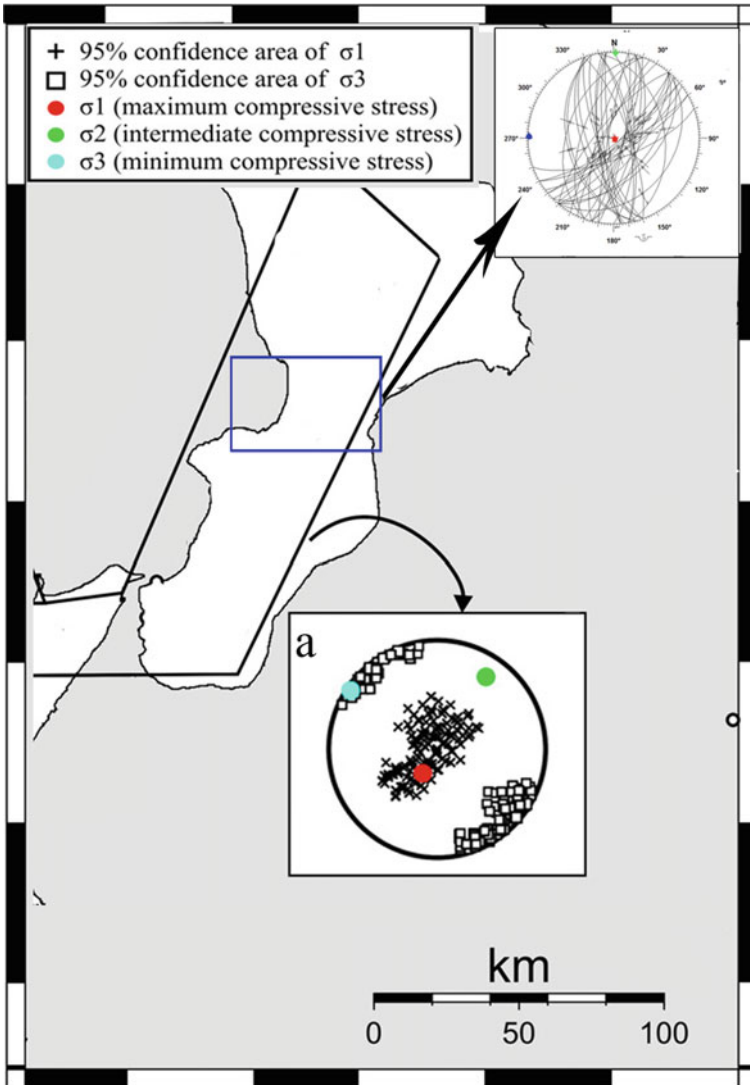 95% confidence area of σ1
95% confidence area of σ3
σ1 (maximum compressive stress)
σ2 (intermediate compressive stress)
σ3 (minimum compressive stress)
N
330°
30°
300°
60°
270°
90°
240°
120°
210°
150°
180°
a
km
0
50
100